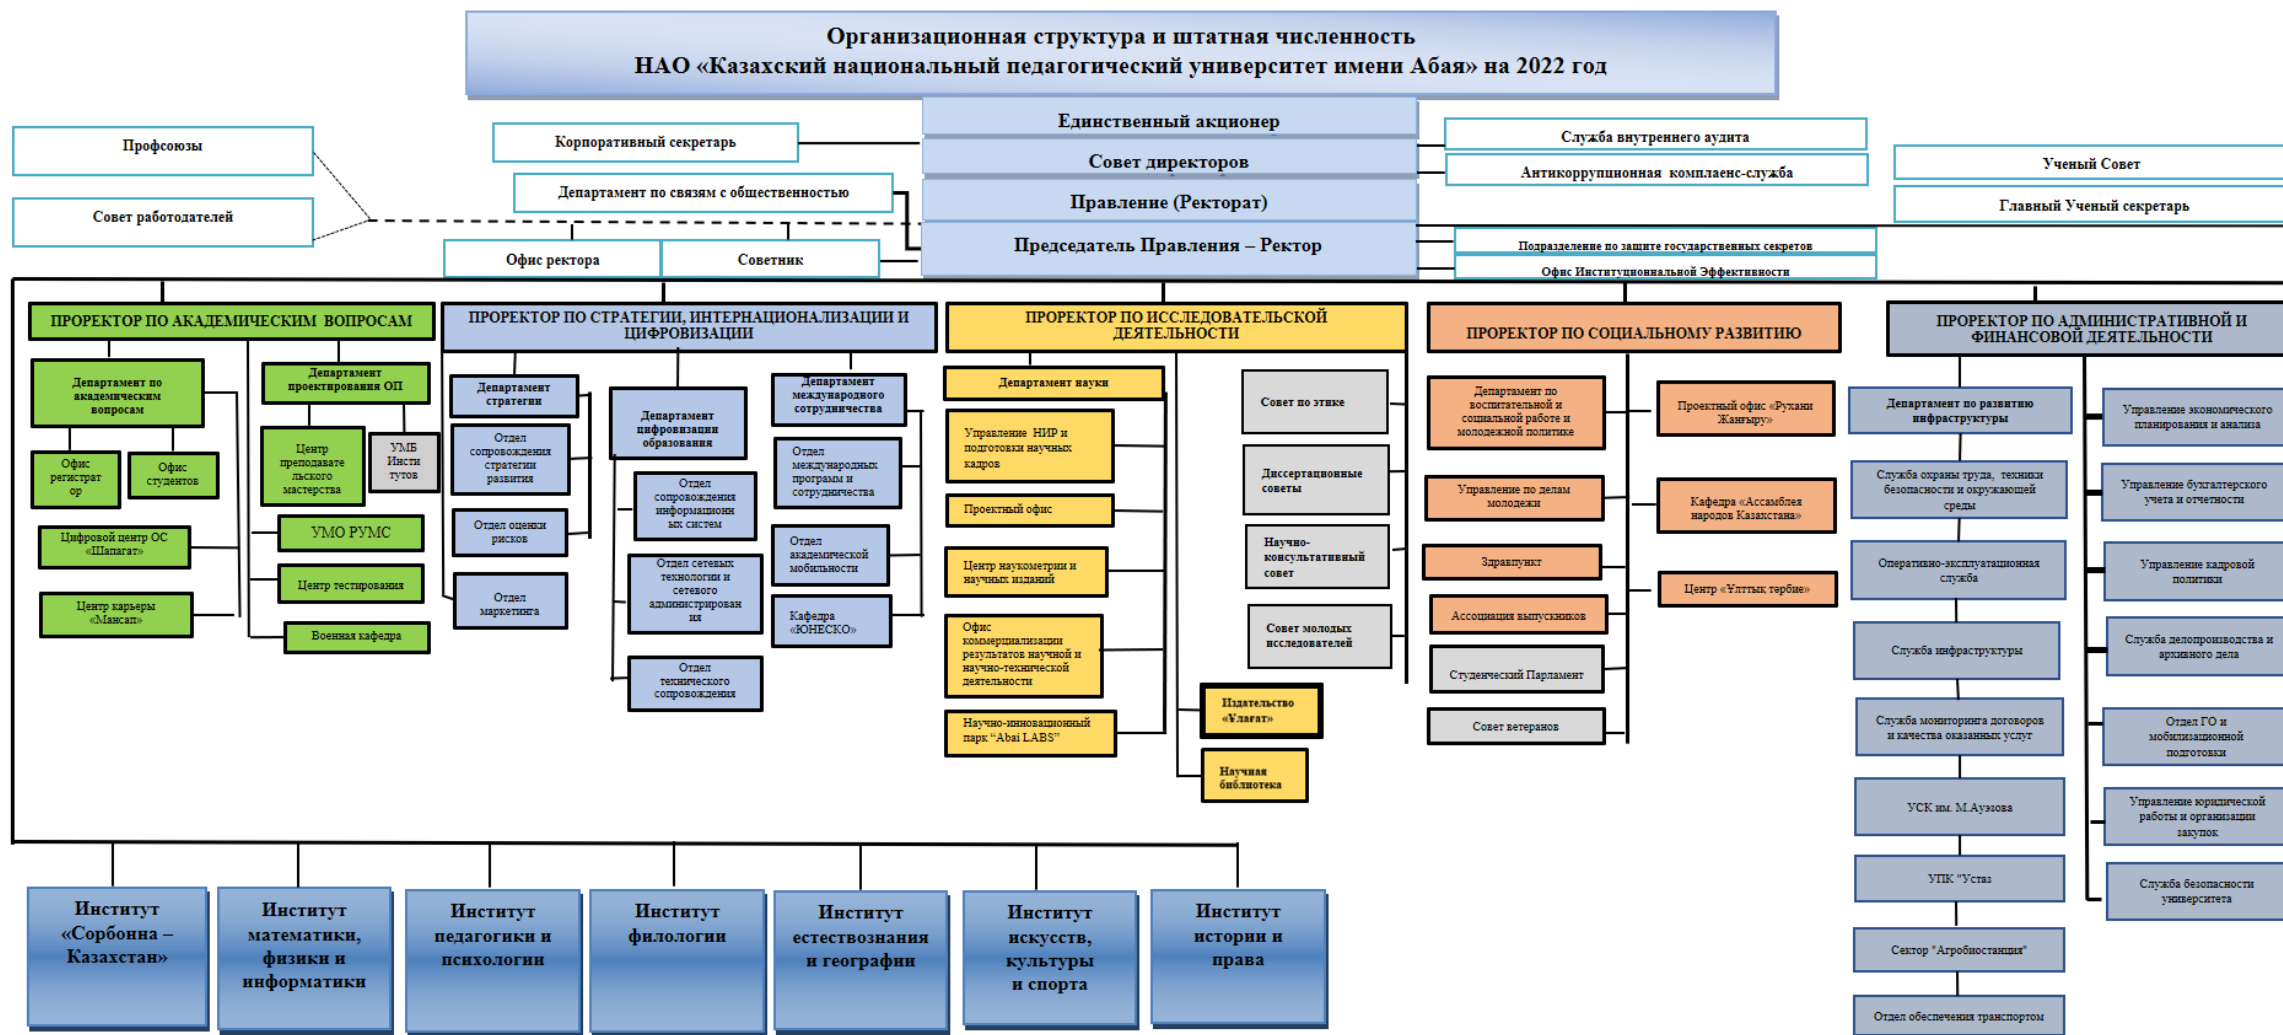 Организационная структура и штатная численность
НАО «Казахский национальный педагогический университет имени Абая» на 2022 год
Единственный акционер
Совет директоров
Правление (Ректорат)
Председатель Правления – Ректор
Профсоюзы
Совет работодателей
Корпоративный секретарь
Департамент по связям с общественностью
Офис ректора
Советник
Служба внутреннего аудита
Антикоррупционная комплаенс-служба
Ученый Совет
Главный Ученый секретарь
Подразделение по защите государственных секретов
Офис Институциональной Эффективности
ПРОРЕКТОР ПО АКАДЕМИЧЕСКИМ ВОПРОСАМ
Департамент по
академическим
вопросам
Офис
регистрат
ор
Офис
студентов
Цифровой центр ОС
«Шапагат»
Центр карьеры
«Мансап»
Департамент
проектирования ОП
Центр
преподавате
льского
мастерства
УМБ
Инсти
тутов
УМО РУМС
Центр тестирования
Военная кафедра
ПРОРЕКТОР ПО СТРАТЕГИИ, ИНТЕРНАЦИОНАЛИЗАЦИИ И
ЦИФРОВИЗАЦИИ
Департамент
стратегии
Отдел
сопровождения
стратегии
развития
Отдел оценки
рисков
Отдел
маркетинга
Департамент
цифровизации
образования
Отдел
сопровождения
информационн
ых систем
Отдел сетевых
технологии и
сетевого
администрирован
ия
Отдел
технического
сопровождения
Департамент
международного
сотрудничества
Отдел
международных
программ и
сотрудничества
Отдел
академической
мобильности
Кафедра
«ЮНЕСКО»
ПРОРЕКТОР ПО ИССЛЕДОВАТЕЛЬСКОЙ
ДЕЯТЕЛЬНОСТИ
Департамент науки
Управление НИР и
подготовки научных
кадров
Проектный офис
Центр наукометрии и
научных изданий
Офис
коммерциализации
результатов научной и
научно-технической
деятельности
Научно-инновационный
парк “Abai LABS”
Совет по этике
Диссертационные
советы
Научно-
консультативный
совет
Совет молодых
исследователей
Издательство
«Ұлағат»
Научная
библиотека
ПРОРЕКТОР ПО СОЦИАЛЬНОМУ РАЗВИТИЮ
Департамент по
воспитательной и
социальной работе и
молодежной политике
Управление по делам
молодежи
Здравпункт
Ассоциация выпускников
Студенческий Парламент
Совет ветеранов
Проектный офис «Рухани
Жаңғыру»
Кафедра «Ассамблея
народов Казахстана»
Центр «Ұлттық тәрбие»
ПРОРЕКТОР ПО АДМИНИСТРАТИВНОЙ И
ФИНАНСОВОЙ ДЕЯТЕЛЬНОСТИ
Департамент по развитию
инфраструктуры
Служба охраны труда, техники
безопасности и окружающей
среды
Оперативно-эксплуатационная
служба
Служба инфраструктуры
Служба мониторинга договоров
и качества оказанных услуг
УСК им. М.Ауэзова
УПК "Устаз
Сектор "Агробиостанция"
Отдел обеспечения транспортом
Управление экономического
планирования и анализа
Управление бухгалтерского
учета и отчетности
Управление кадровой
политики
Служба делопроизводства и
архивного дела
Отдел ГО и
мобилизационной
подготовки
Управление юридической
работы и организации
закупок
Служба безопасности
университета
Институт
«Сорбонна –
Казахстан»
Институт
математики,
физики и
информатики
Институт
педагогики и
психологии
Институт
филологии
Институт
естествознания
и географии
Институт
искусств,
культуры
и спорта
Институт
истории и
права